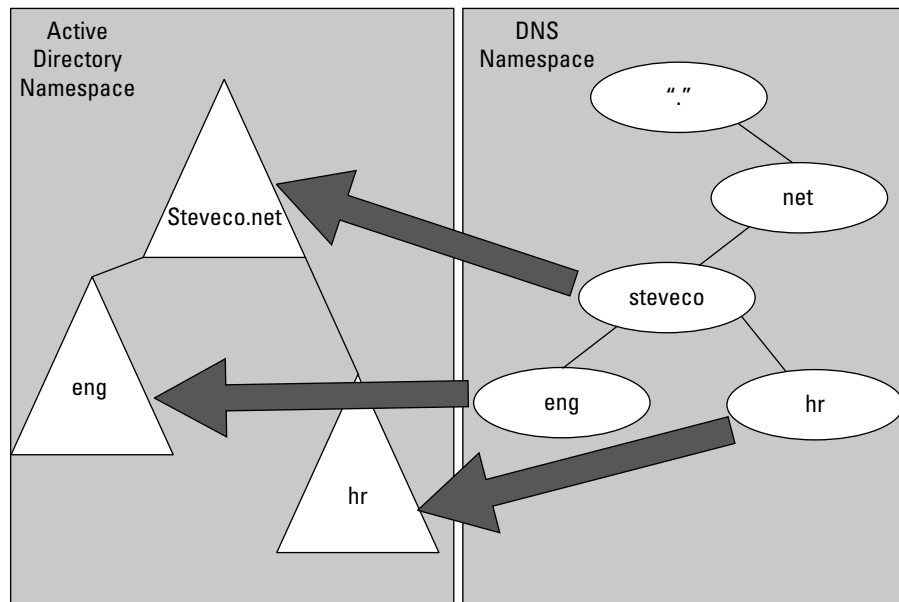 Active
Directory
Namespace
Steveco.net
eng
hr
DNS
Namespace
“.”
net
steveco
eng
hr